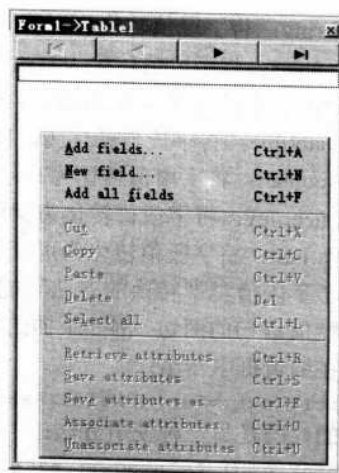 Form1->Table1
Add fields... Ctrl+A
New field... Ctrl+N
Add all fields Ctrl+F
Cut Ctrl+X
Copy Ctrl+C
Paste Ctrl+V
Delete Del
Select all Ctrl+L
Retrieve attributes Ctrl+R
Save attributes Ctrl+S
Save attributes as Ctrl+E
Associate attributes Ctrl+O
Unassociate attributes Ctrl+U